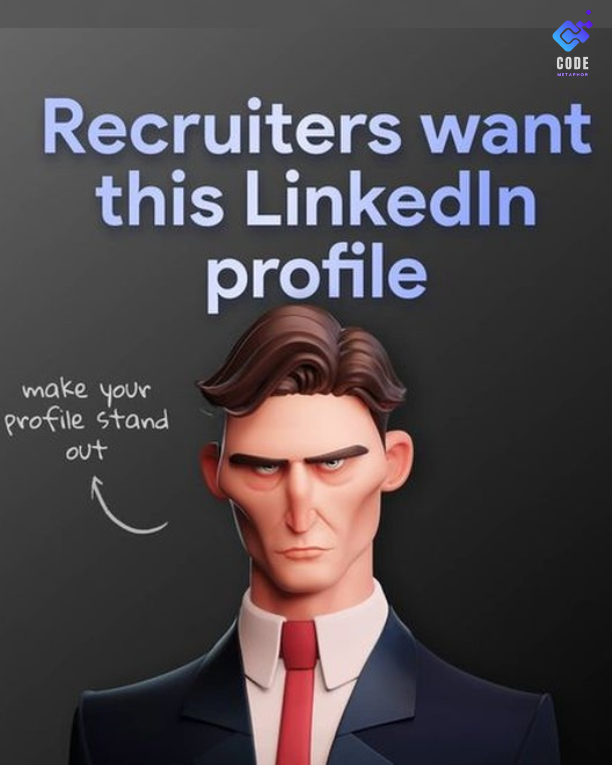 CODE
METAPHOR
Recruiters want
this LinkedIn
profile
make your
profile stand
out